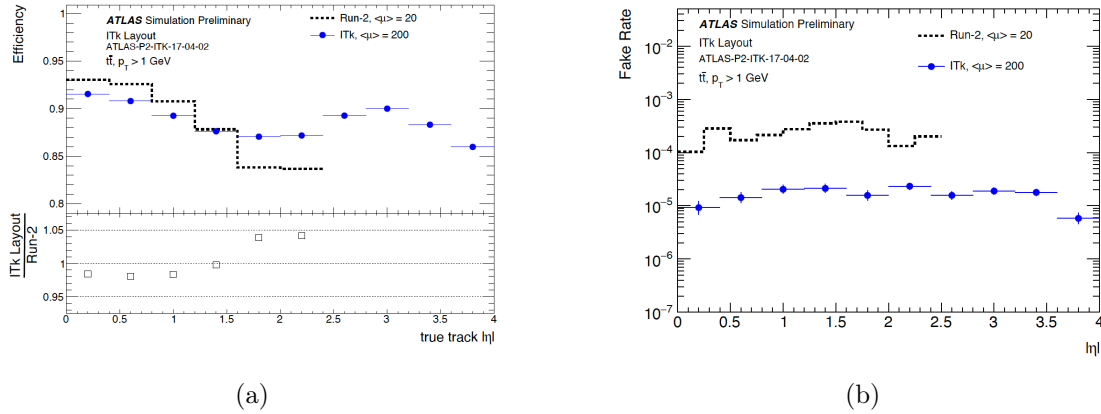 Efficiency
1
0.95
0.9
0.85
0.8
ATLAS Simulation Preliminary
ITk Layout
ATLAS-P2-ITK-17-04-02
tt̄, p_T > 1 GeV
Run-2, <μ> = 20
ITk, <μ> = 200
ITk Layout
Run-2
1.05
1
0.95
0 0.5 1 1.5 2 2.5 3 3.5 4
true track |η|
(a)
Fake Rate
10⁻²
10⁻³
10⁻⁴
10⁻⁵
10⁻⁶
10⁻⁷
ATLAS Simulation Preliminary
ITk Layout
ATLAS-P2-ITK-17-04-02
tt̄, p_T > 1 GeV
Run-2, <μ> = 20
ITk, <μ> = 200
0 0.5 1 1.5 2 2.5 3 3.5 4
|η|
(b)